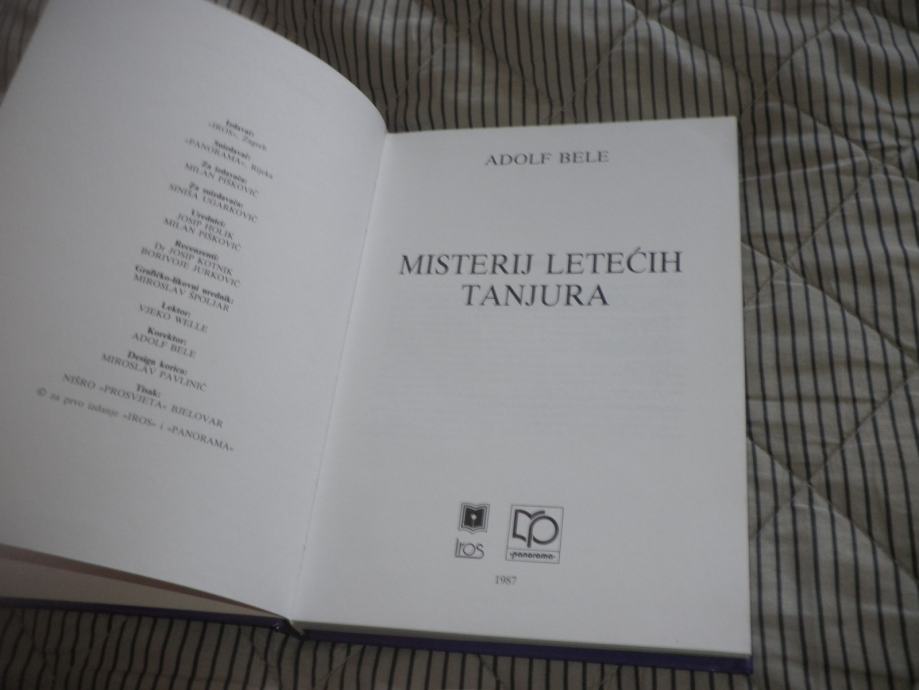 Izdavač:
«IROS», Zagreb
Suizdavač:
«PANORAMA», Rijeka
Za izdavača:
MILAN PIŠKOVIĆ
Za suizdavača:
SINIŠA UGARKOVIĆ
Urednici:
JOSIP HOLIK
MILAN PIŠKOVIĆ
Recenzenti:
Dr JOSIP KOTNIK
BORIVOJE JURKOVIĆ
Grafičko-likovni urednik:
MIROSLAV ŠPOLJAR
Lektor:
VJEKO WELLE
Korektor:
ADOLF BELE
Design korica:
MIROSLAV PAVLINIĆ
Tisak:
NIŠRO «PROSVJETA» BJELOVAR
© za prvo izdanje «IROS» i «PANORAMA»
ADOLF BELE
MISTERIJ LETEĆIH
TANJURA
Iros
«panorama»
1987